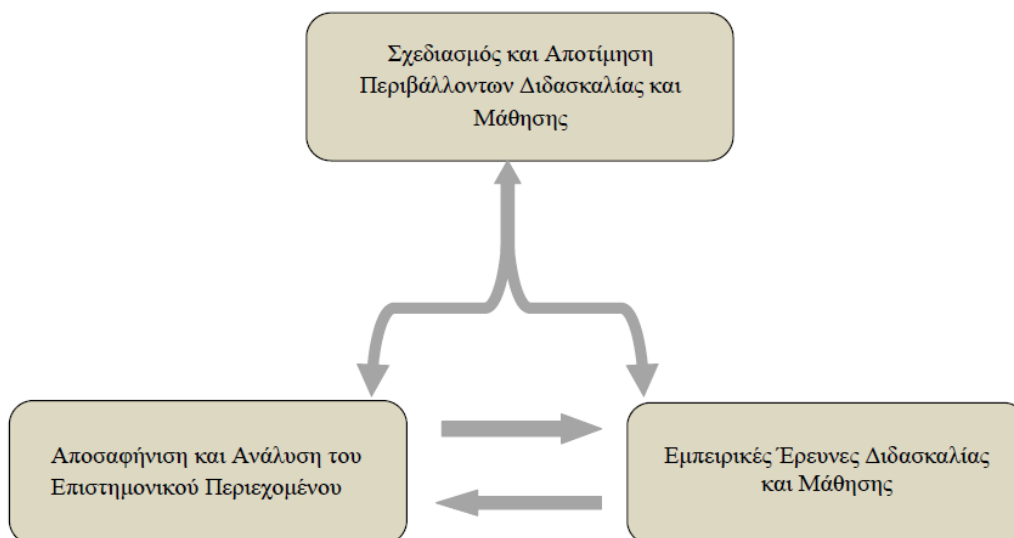 Σχεδιασμός και Αποτίμηση
Περιβάλλοντων Διδασκαλίας και
Μάθησης
Αποσαφήνιση και Ανάλυση του
Επιστημονικού Περιεχομένου
Εμπειρικές Έρευνες Διδασκαλίας
και Μάθησης